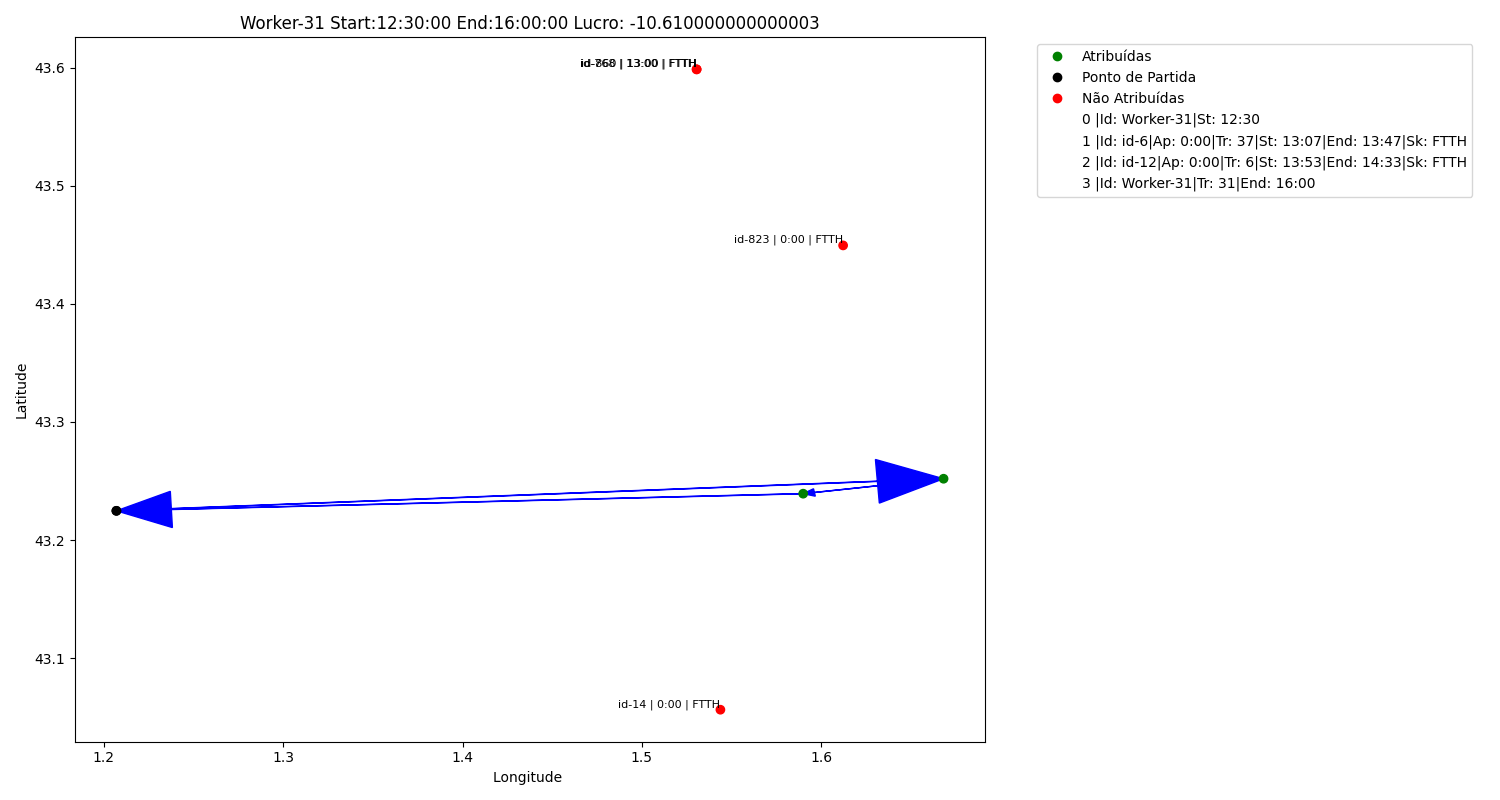 Worker-31 Start:12:30:00 End:16:00:00 Lucro: -10.610000000000003
43.6
43.5
43.4
43.3
43.2
43.1
Latitude
1.2
1.3
1.4
1.5
1.6
Longitude
| 13:00 | FTTH
id-823 | 0:00 | FTTH
id-14 | 0:00 | FTTH
Atribuídas
Ponto de Partida
Não Atribuídas
0 |Id: Worker-31|St: 12:30
1 |Id: id-6|Ap: 0:00|Tr: 37|St: 13:07|End: 13:47|Sk: FTTH
2 |Id: id-12|Ap: 0:00|Tr: 6|St: 13:53|End: 14:33|Sk: FTTH
3 |Id: Worker-31|Tr: 31|End: 16:00